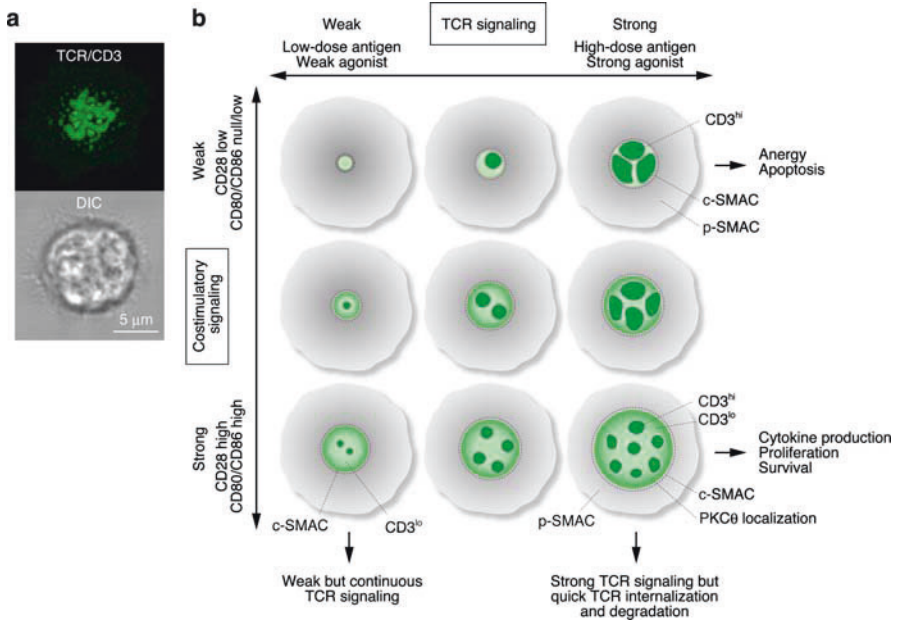 a
TCR/CD3
DIC
5 μm
b
Weak
TCR signaling
Strong
Low-dose antigen
Weak agonist
High-dose antigen
Strong agonist
Weak
CD28 low
CD80/CD86 null/low
CD3hi
Anergy
Apoptosis
c-SMAC
p-SMAC
Costimulatory
signaling
Strong
CD28 high
CD80/CD86 high
CD3hi
CD3lo
Cytokine production
Proliferation
Survival
c-SMAC
PKCθ localization
p-SMAC
c-SMAC
CD3lo
Weak but continuous
TCR signaling
Strong TCR signaling but
quick TCR internalization
and degradation